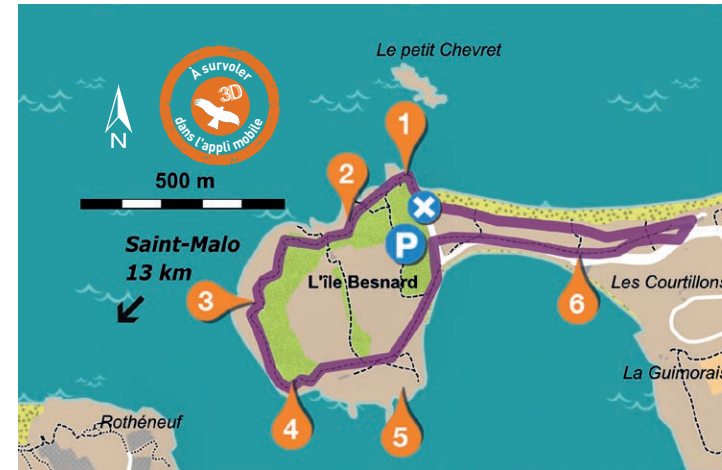 Le petit Chevret
À survoler
3D
dans l'appli mobile
N
1
500 m
2
P
Saint-Malo
13 km
L'île Besnard
Les Courtillons
3
6
La Guimorais
Rothéneuf
4
5